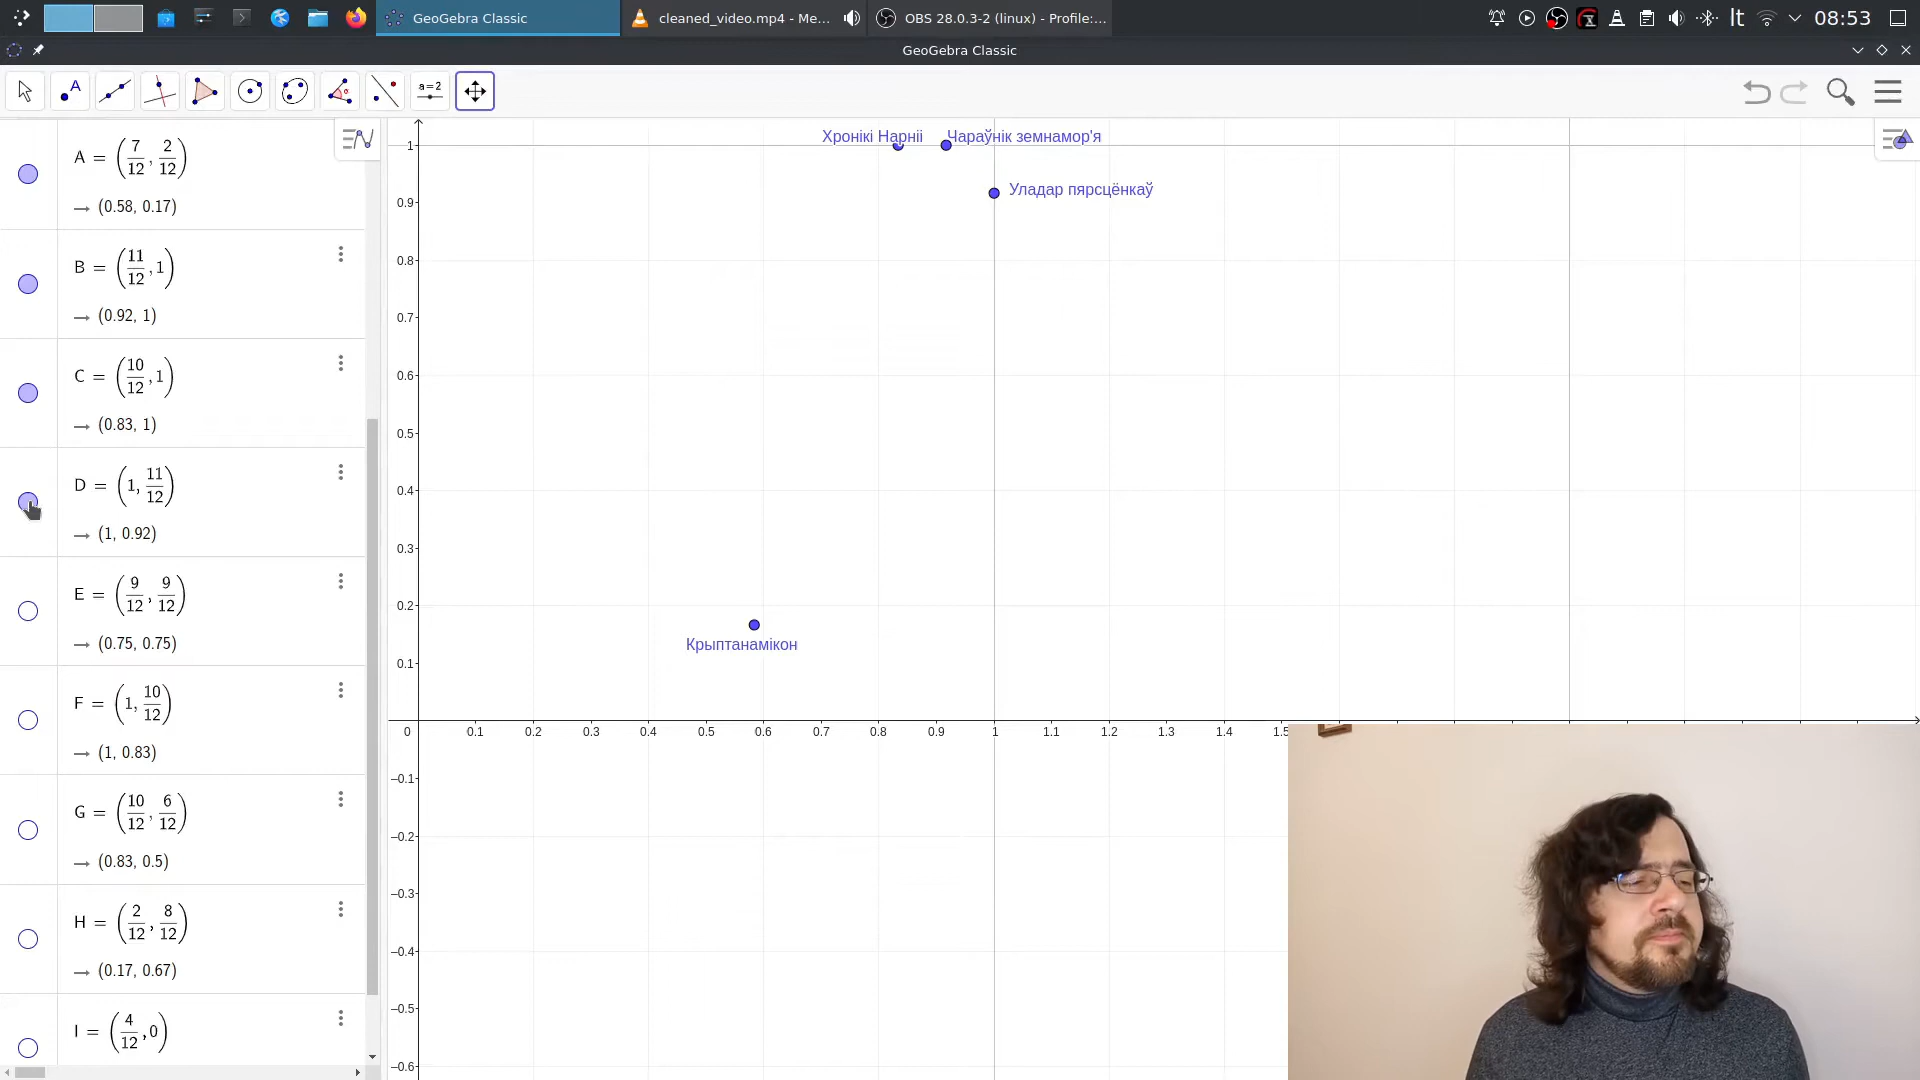 GeoGebra Classic
cleaned_video.mp4 - Me...
OBS 28.0.3-2 (linux) - Profile:...
lt
08:53
GeoGebra Classic
A
a=2
A = (7/12, 2/12)
→ (0.58, 0.17)
B = (11/12, 1)
→ (0.92, 1)
C = (10/12, 1)
→ (0.83, 1)
D = (1, 11/12)
→ (1, 0.92)
E = (9/12, 9/12)
→ (0.75, 0.75)
F = (1, 10/12)
→ (1, 0.83)
G = (10/12, 6/12)
→ (0.83, 0.5)
H = (2/12, 8/12)
→ (0.17, 0.67)
I = (4/12, 0)
Хронікі Нарніі
Чараўнік земнамор'я
Уладар пярсцёнкаў
Крыптанамікон
1
0.9
0.8
0.7
0.6
0.5
0.4
0.3
0.2
0.1
0 0.1 0.2 0.3 0.4 0.5 0.6 0.7 0.8 0.9 1 1.1 1.2 1.3 1.4
–0.1
–0.2
–0.3
–0.4
–0.5
–0.6